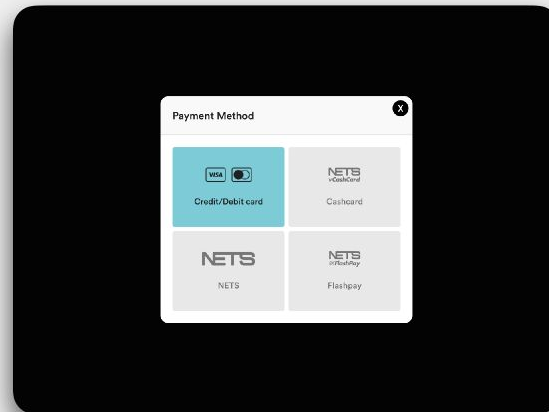 Payment Method
X
VISA
Credit/Debit card
NETS
vCashCard
Cashcard
NETS
NETS
NETS
FlashPay
Flashpay